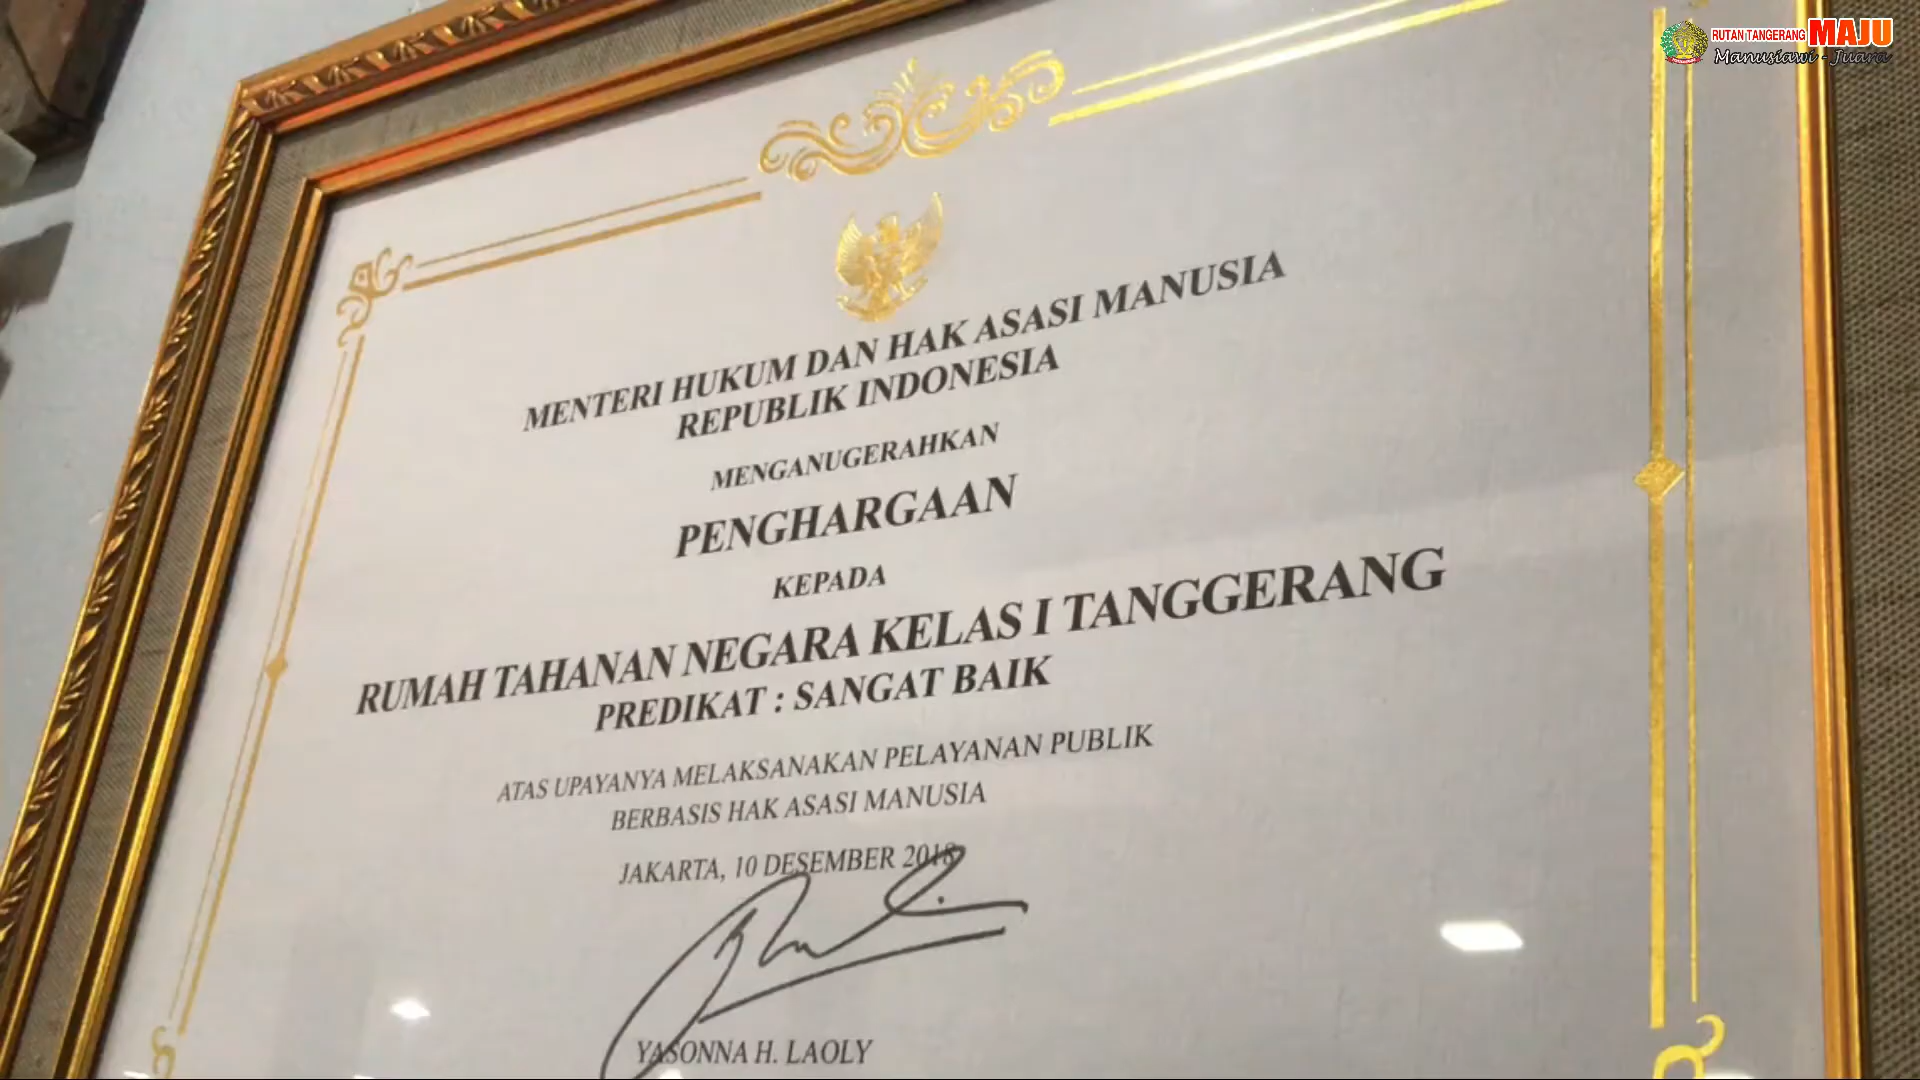 RUTAN TANGERANG MAJU
Manusiawi - Juara
MENTERI HUKUM DAN HAK ASASI MANUSIA
REPUBLIK INDONESIA
MENGANUGERAHKAN
PENGHARGAAN
KEPADA
RUMAH TAHANAN NEGARA KELAS I TANGGERANG
PREDIKAT : SANGAT BAIK
ATAS UPAYANYA MELAKSANAKAN PELAYANAN PUBLIK
BERBASIS HAK ASASI MANUSIA
JAKARTA, 10 DESEMBER 2018
YASONNA H. LAOLY